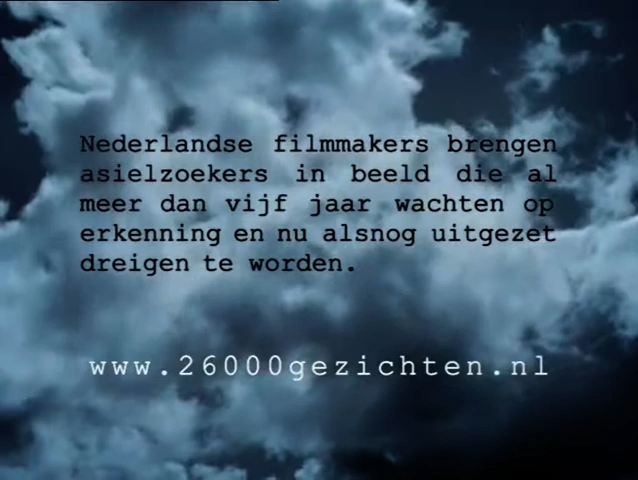 Nederlandse filmmakers brengen
asielzoekers in beeld die al
meer dan vijf jaar wachten op
erkenning en nu alsnog uitgezet
dreigen te worden.
www.26000gezichten.nl